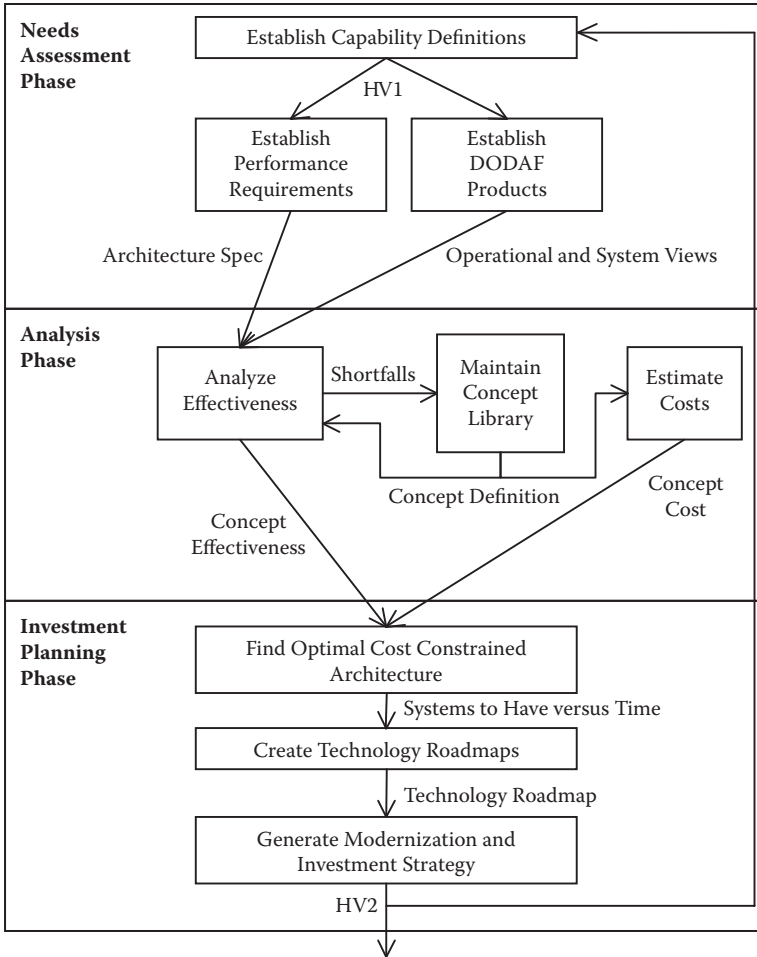 Needs
Assessment
Phase
Establish Capability Definitions
HV1
Establish
Performance
Requirements
Establish
DODAF
Products
Architecture Spec
Operational and System Views
Analysis
Phase
Analyze
Effectiveness
Shortfalls
Maintain
Concept
Library
Estimate
Costs
Concept Definition
Concept
Effectiveness
Concept
Cost
Investment
Planning
Phase
Find Optimal Cost Constrained
Architecture
Systems to Have versus Time
Create Technology Roadmaps
Technology Roadmap
Generate Modernization and
Investment Strategy
HV2